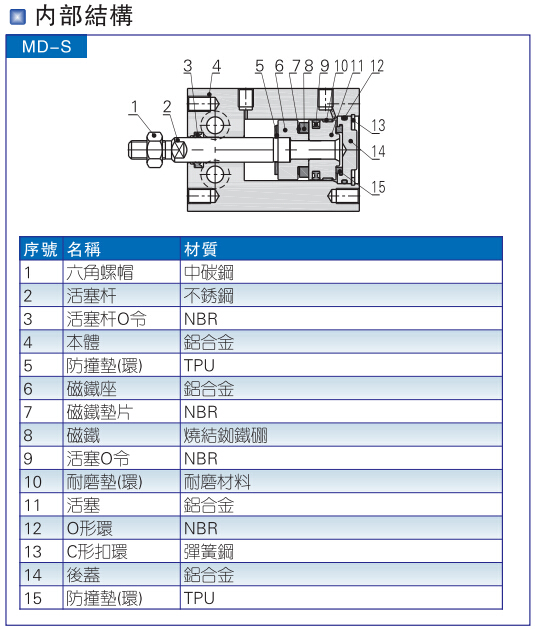 内部結構
MD-S
1 2 3 4 5 6 7 8 9 10 11 12
13
14
15
序號 名稱 材質
1 六角螺帽 中碳鋼
2 活塞杆 不銹鋼
3 活塞杆O令 NBR
4 本體 鋁合金
5 防撞墊(環) TPU
6 磁鐵座 鋁合金
7 磁鐵墊片 NBR
8 磁鐵 燒結銣鐵硼
9 活塞O令 NBR
10 耐磨墊(環) 耐磨材料
11 活塞 鋁合金
12 O形環 NBR
13 C形扣環 彈簧鋼
14 後蓋 鋁合金
15 防撞墊(環) TPU